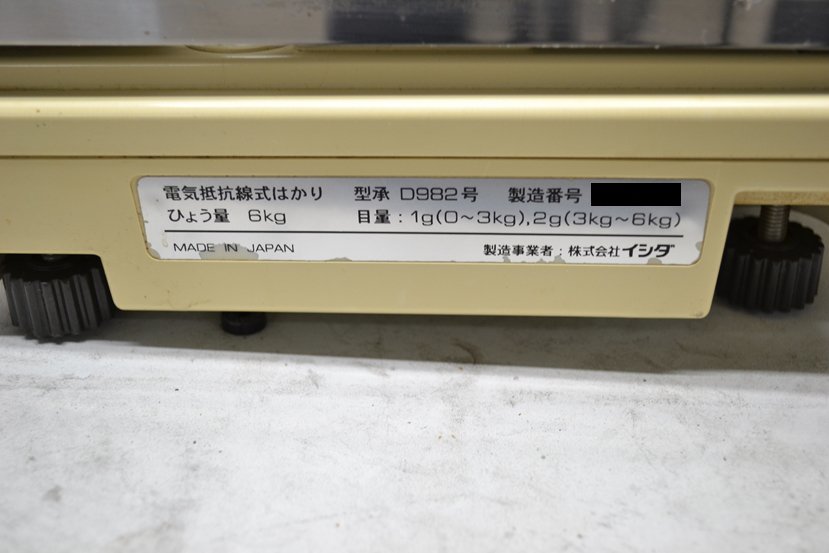 電気抵抗線式はかり 型承 D982号 製造番号
ひょう量 6kg 目量：1g(0～3kg),2g(3kg～6kg)
MADE IN JAPAN 製造事業者：株式会社イシダ